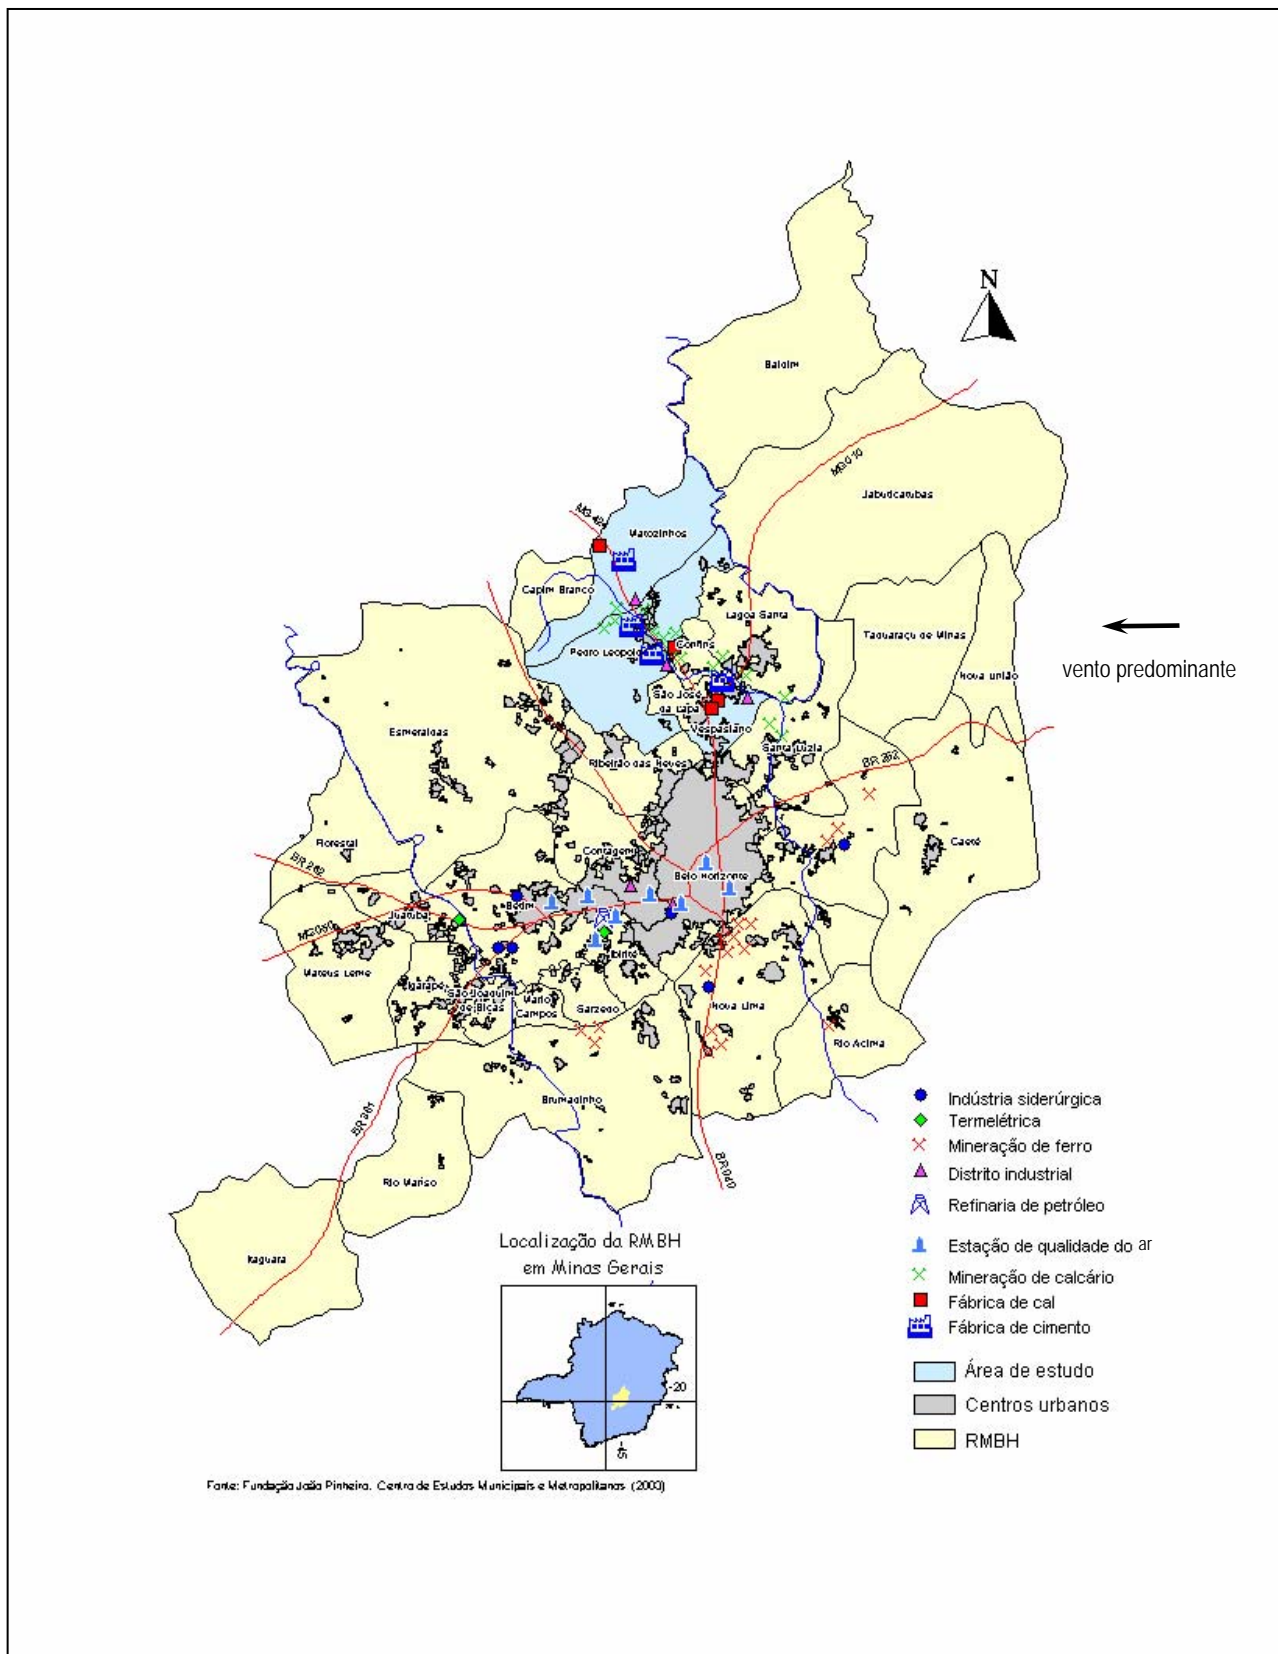 N
Baldim
MG 010
Jabuticatubas
MG 424
Matozinhos
Capim Branco
Lagoa Santa
Taquaraçu de Minas
Confins
Pedro Leopoldo
vento predominante
Nova União
São José
da Lapa
Vespasiano
Esmeraldas
Santa Luzia
Ribeirão das Neves
BR 262
Florestal
Caeté
Contagem
BR 262
Belo Horizonte
Betim
Juatuba
MG 050
Ibirité
Mateus Leme
Igarapé
São Joaquim
de Bicas
Mario
Campos
Sarzedo
Nova Lima
Rio Acima
Brumadinho
BR 381
BR 040
Rio Manso
Itaguara
Indústria siderúrgica
Termelétrica
Mineração de ferro
Distrito industrial
Refinaria de petróleo
Estação de qualidade do ar
Mineração de calcário
Fábrica de cal
Fábrica de cimento
Área de estudo
Centros urbanos
RMBH
Localização da RMBH
em Minas Gerais
-20
-45
Fonte: Fundação João Pinheiro. Centro de Estudos Municipais e Metropolitanos (2003)